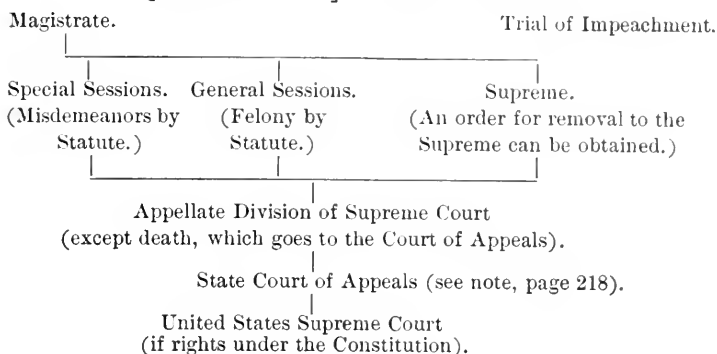 Magistrate. Trial of Impeachment.
Special Sessions. General Sessions. Supreme.
(Misdemeanors by (Felony by (An order for removal to the
Statute.) Statute.) Supreme can be obtained.)
Appellate Division of Supreme Court
(except death, which goes to the Court of Appeals).
State Court of Appeals (see note, page 218).
United States Supreme Court
(if rights under the Constitution).